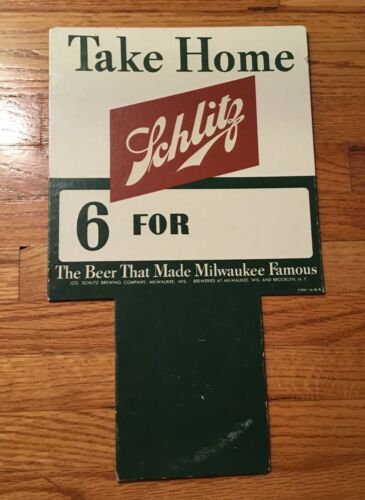 Take Home
Schlitz
6 FOR
The Beer That Made Milwaukee Famous
JOS. SCHLITZ BREWING COMPANY, MILWAUKEE, WIS. BREWERIES AT MILWAUKEE, WIS. AND BROOKLYN, N. Y.